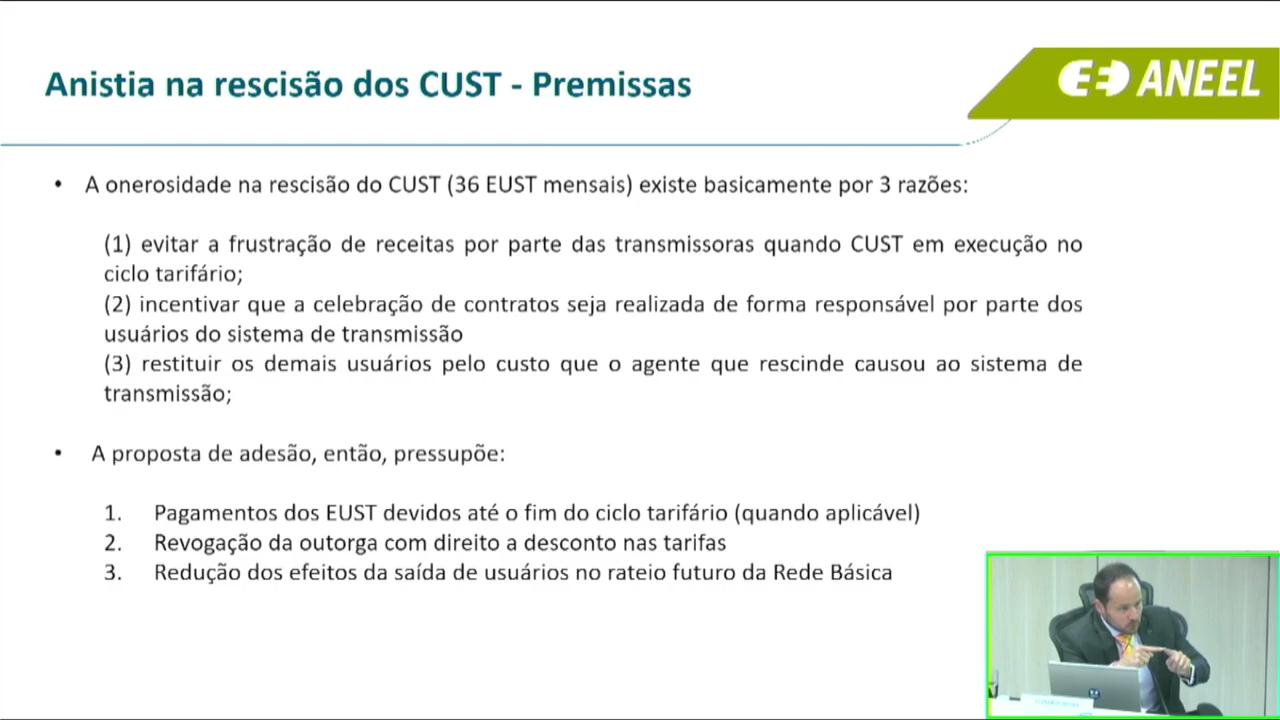 Anistia na rescisão dos CUST - Premissas
ANEEL
• A onerosidade na rescisão do CUST (36 EUST mensais) existe basicamente por 3 razões:
(1) evitar a frustração de receitas por parte das transmissoras quando CUST em execução no
ciclo tarifário;
(2) incentivar que a celebração de contratos seja realizada de forma responsável por parte dos
usuários do sistema de transmissão
(3) restituir os demais usuários pelo custo que o agente que rescinde causou ao sistema de
transmissão;
• A proposta de adesão, então, pressupõe:
1. Pagamentos dos EUST devidos até o fim do ciclo tarifário (quando aplicável)
2. Revogação da outorga com direito a desconto nas tarifas
3. Redução dos efeitos da saída de usuários no rateio futuro da Rede Básica